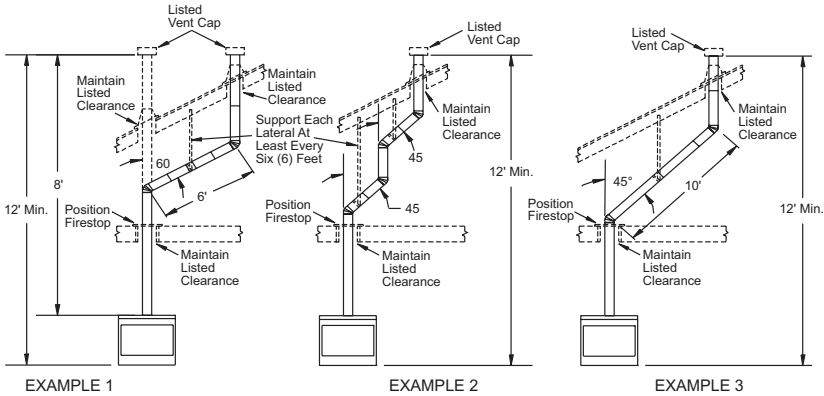 Listed
Vent Cap
Maintain
Listed
Clearance
Maintain
Listed
Clearance
Support Each
Lateral At
Least Every
Six (6) Feet
60
6'
8'
12' Min.
Position
Firestop
Maintain
Listed
Clearance
EXAMPLE 1
Listed
Vent Cap
Maintain
Listed
Clearance
45
45
12' Min.
Position
Firestop
Maintain
Listed
Clearance
EXAMPLE 2
Listed
Vent Cap
Maintain
Listed
Clearance
45°
10'
12' Min.
Position
Firestop
Maintain
Listed
Clearance
EXAMPLE 3